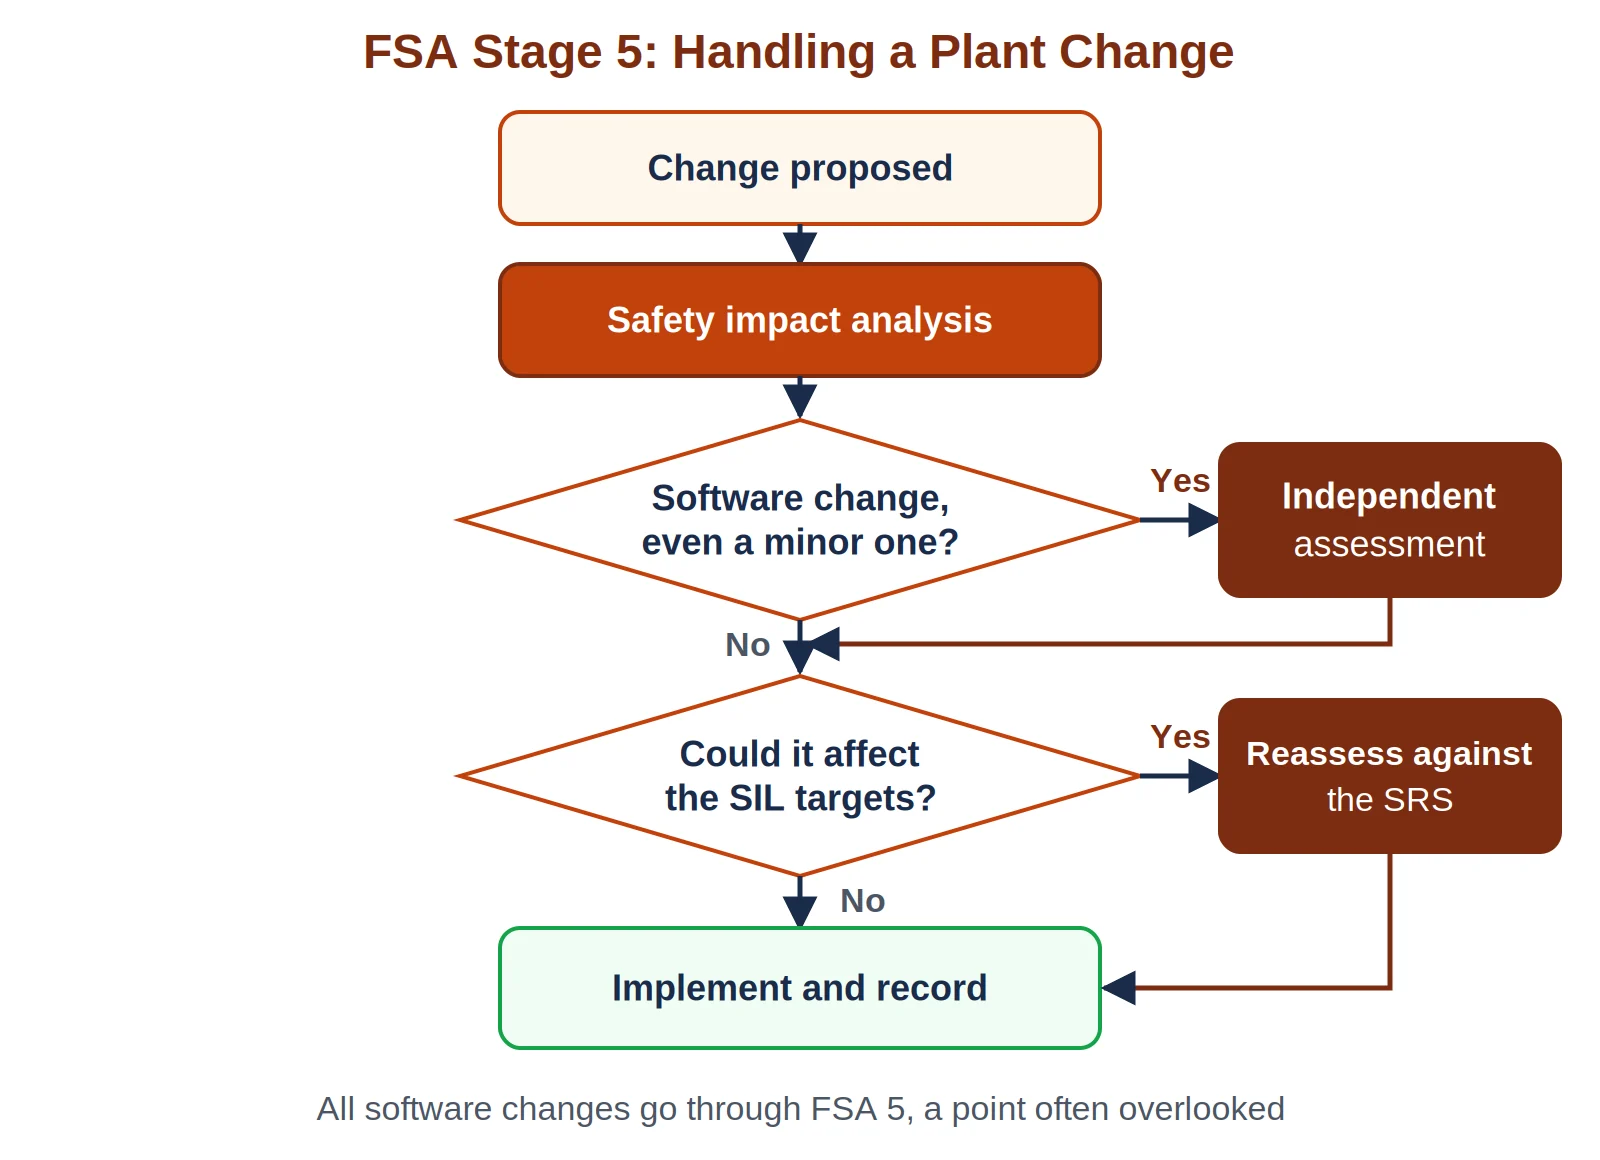 FSA Stage 5: Handling a Plant Change
Change proposed
Safety impact analysis
Software change,
even a minor one?
Yes
Independent
assessment
No
Could it affect
the SIL targets?
Yes
Reassess against
the SRS
No
Implement and record
All software changes go through FSA 5, a point often overlooked